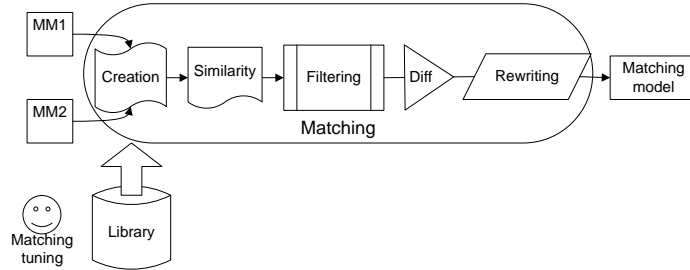 MM1
MM2
Creation
Similarity
Filtering
Diff
Rewriting
Matching
model
Matching
Library
Matching
tuning